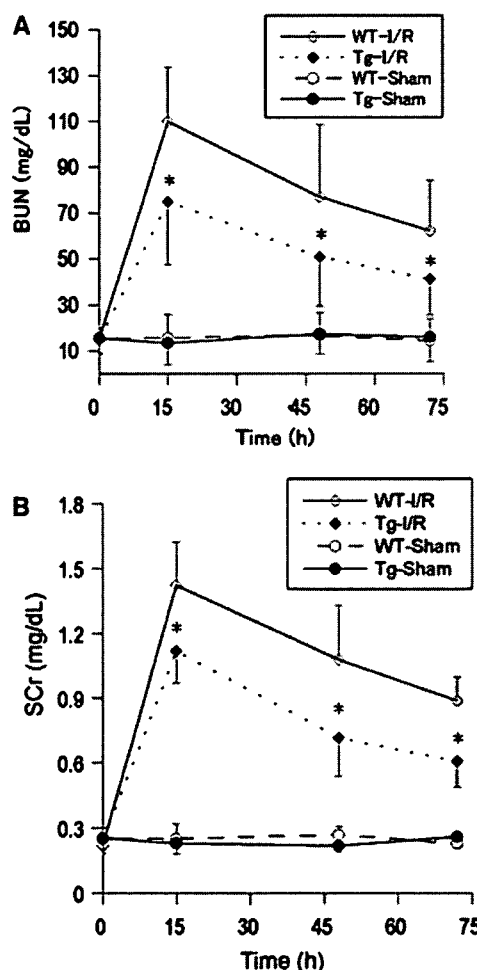 A
WT-I/R
Tg-I/R
WT-Sham
Tg-Sham
BUN (mg/dL)
150
130
110
90
70
50
30
10
0 15 30 45 60 75
Time (h)
* * *
B
WT-I/R
Tg-I/R
WT-Sham
Tg-Sham
SCr (mg/dL)
1.8
1.5
1.2
0.9
0.6
0.3
0
0 15 30 45 60 75
Time (h)
* * *